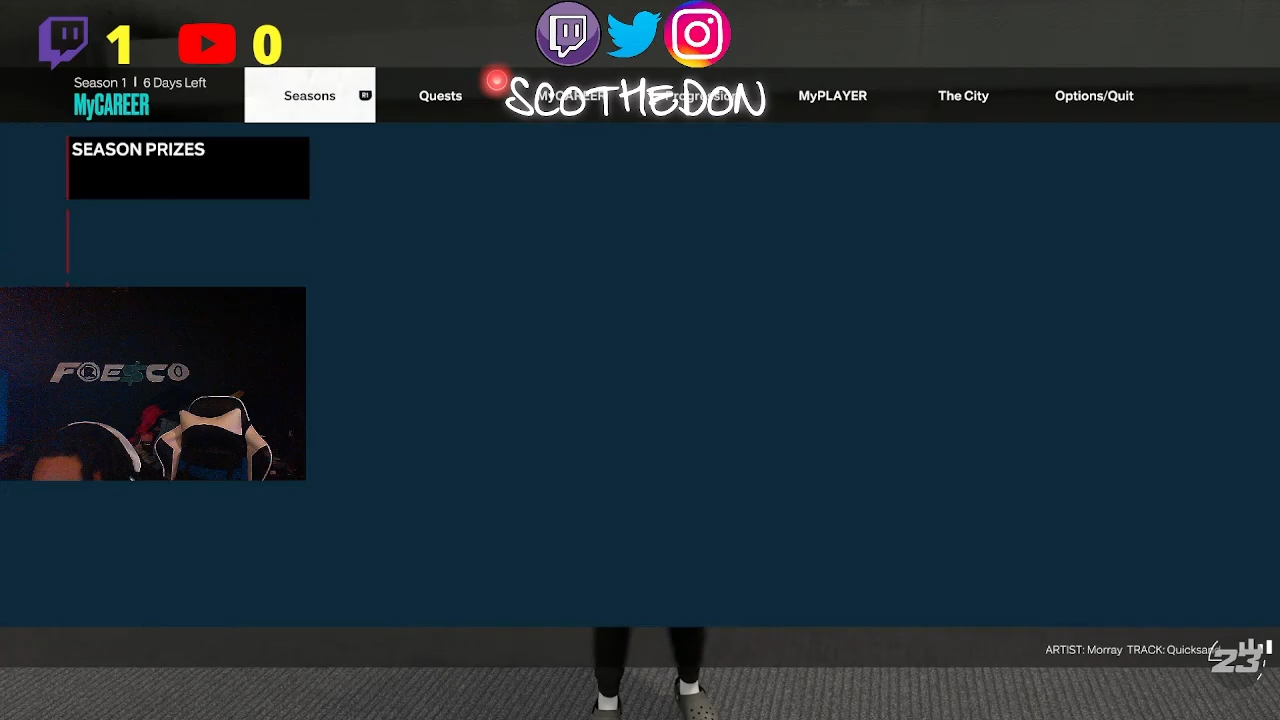 1
0
Season 1 | 6 Days Left
MyCAREER
Seasons R1
Quests
SCOTHEDON
MyPLAYER
The City
Options/Quit
SEASON PRIZES
FOE$CO
ARTIST: Morray TRACK: Quicksand
23